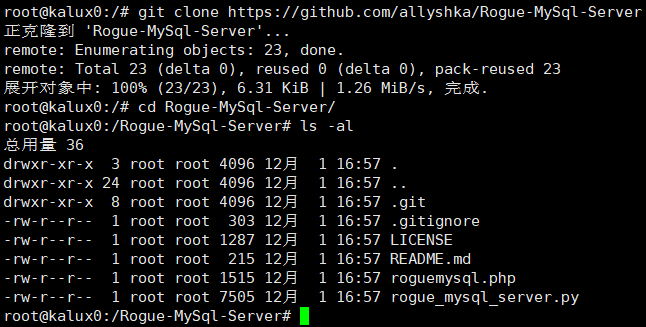 root@kalux0:/# git clone https://github.com/allyshka/Rogue-MySql-Server
正克隆到 'Rogue-MySql-Server'...
remote: Enumerating objects: 23, done.
remote: Total 23 (delta 0), reused 0 (delta 0), pack-reused 23
展开对象中: 100% (23/23), 6.31 KiB | 1.26 MiB/s, 完成.
root@kalux0:/# cd Rogue-MySql-Server/
root@kalux0:/Rogue-MySql-Server# ls -al
总用量 36
drwxr-xr-x  3 root root 4096 12月  1 16:57 .
drwxr-xr-x 24 root root 4096 12月  1 16:57 ..
drwxr-xr-x  8 root root 4096 12月  1 16:57 .git
-rw-r--r--  1 root root  303 12月  1 16:57 .gitignore
-rw-r--r--  1 root root 1287 12月  1 16:57 LICENSE
-rw-r--r--  1 root root  215 12月  1 16:57 README.md
-rw-r--r--  1 root root 1515 12月  1 16:57 roguemysql.php
-rw-r--r--  1 root root 7505 12月  1 16:57 rogue_mysql_server.py
root@kalux0:/Rogue-MySql-Server#